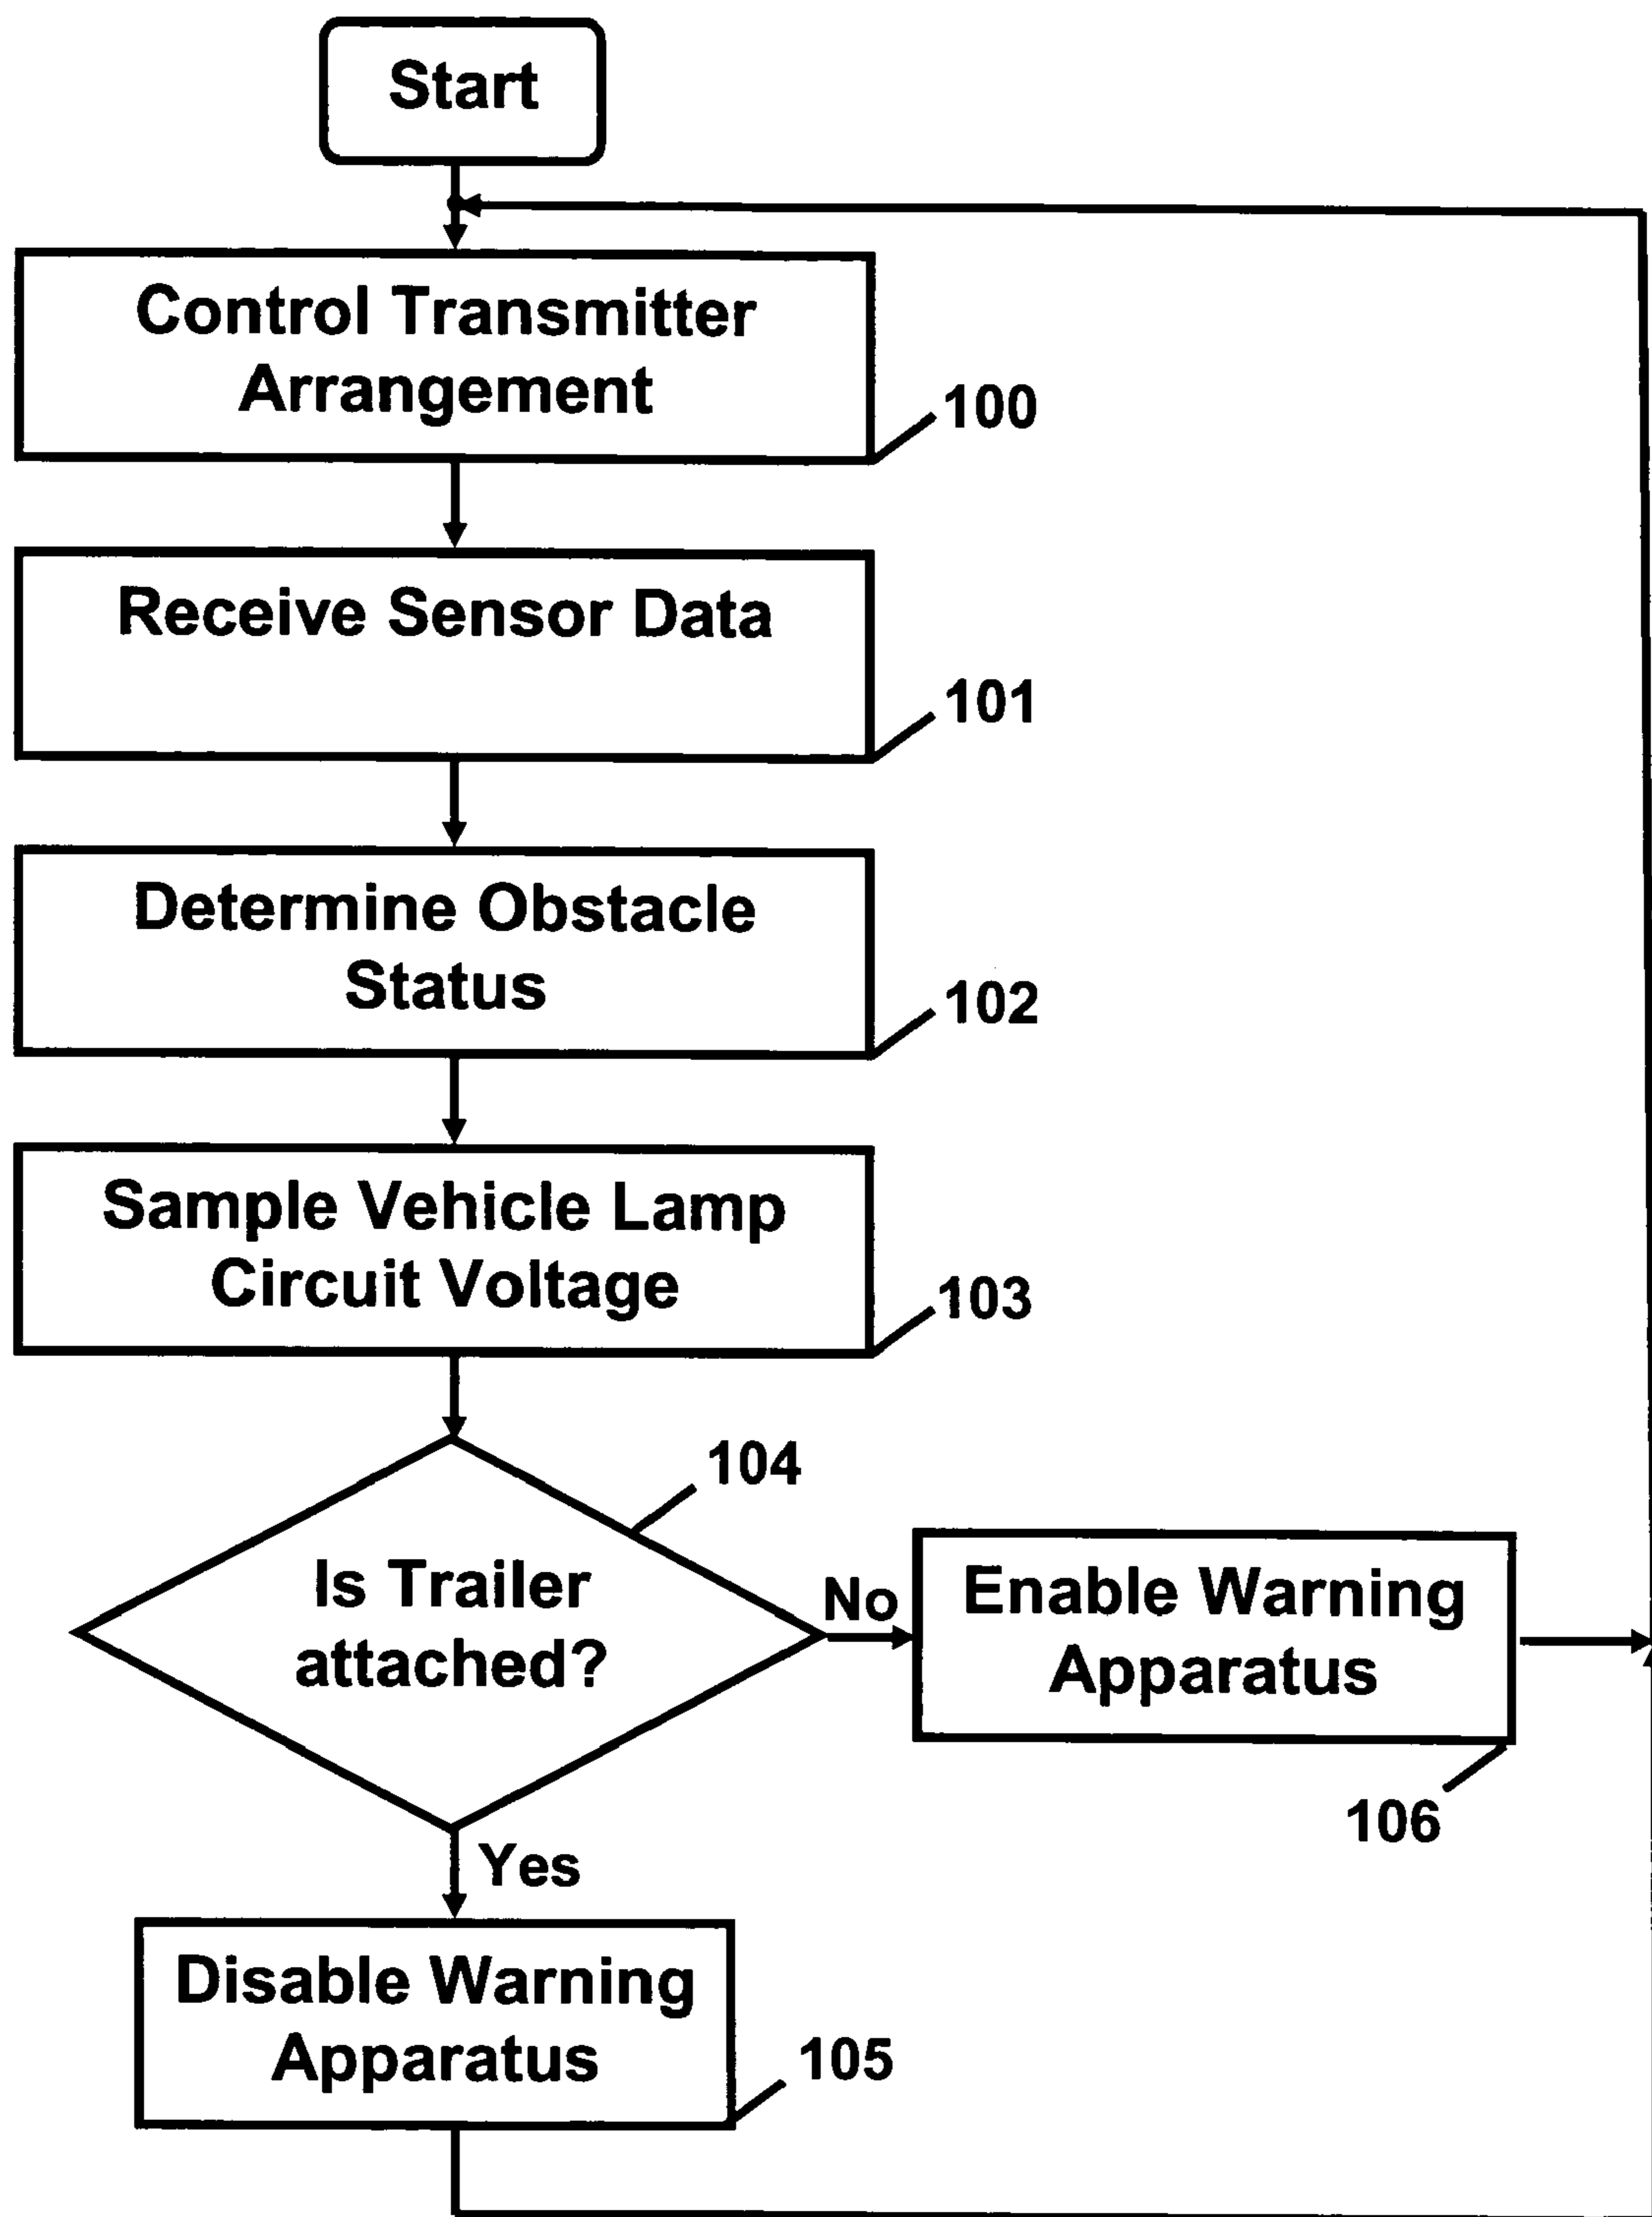 Start
Control Transmitter
Arrangement
100
Receive Sensor Data
101
Determine Obstacle
Status
102
Sample Vehicle Lamp
Circuit Voltage
103
104
Is Trailer
attached?
No
Enable Warning
Apparatus
106
Yes
Disable Warning
Apparatus
105